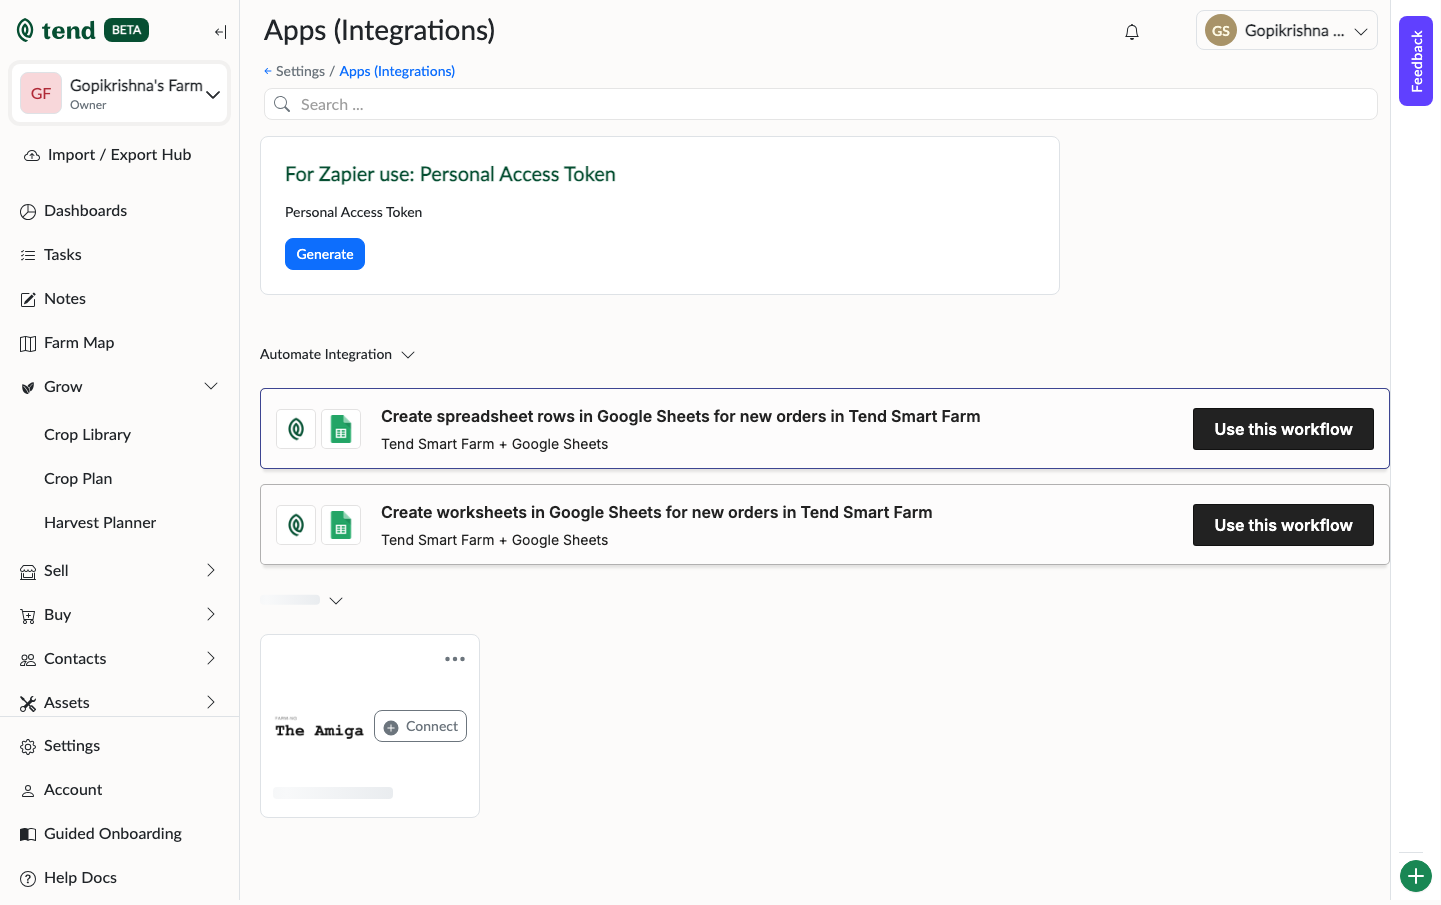 tend BETA
GF
Gopikrishna's Farm
Owner
Import / Export Hub
Dashboards
Tasks
Notes
Farm Map
Grow
Crop Library
Crop Plan
Harvest Planner
Sell
Buy
Contacts
Assets
Settings
Account
Guided Onboarding
Help Docs
Apps (Integrations)
GS
Gopikrishna ...
← Settings / Apps (Integrations)
Search ...
For Zapier use: Personal Access Token
Personal Access Token
Generate
Automate Integration
Create spreadsheet rows in Google Sheets for new orders in Tend Smart Farm
Tend Smart Farm + Google Sheets
Use this workflow
Create worksheets in Google Sheets for new orders in Tend Smart Farm
Tend Smart Farm + Google Sheets
Use this workflow
The Amiga
Connect
Feedback